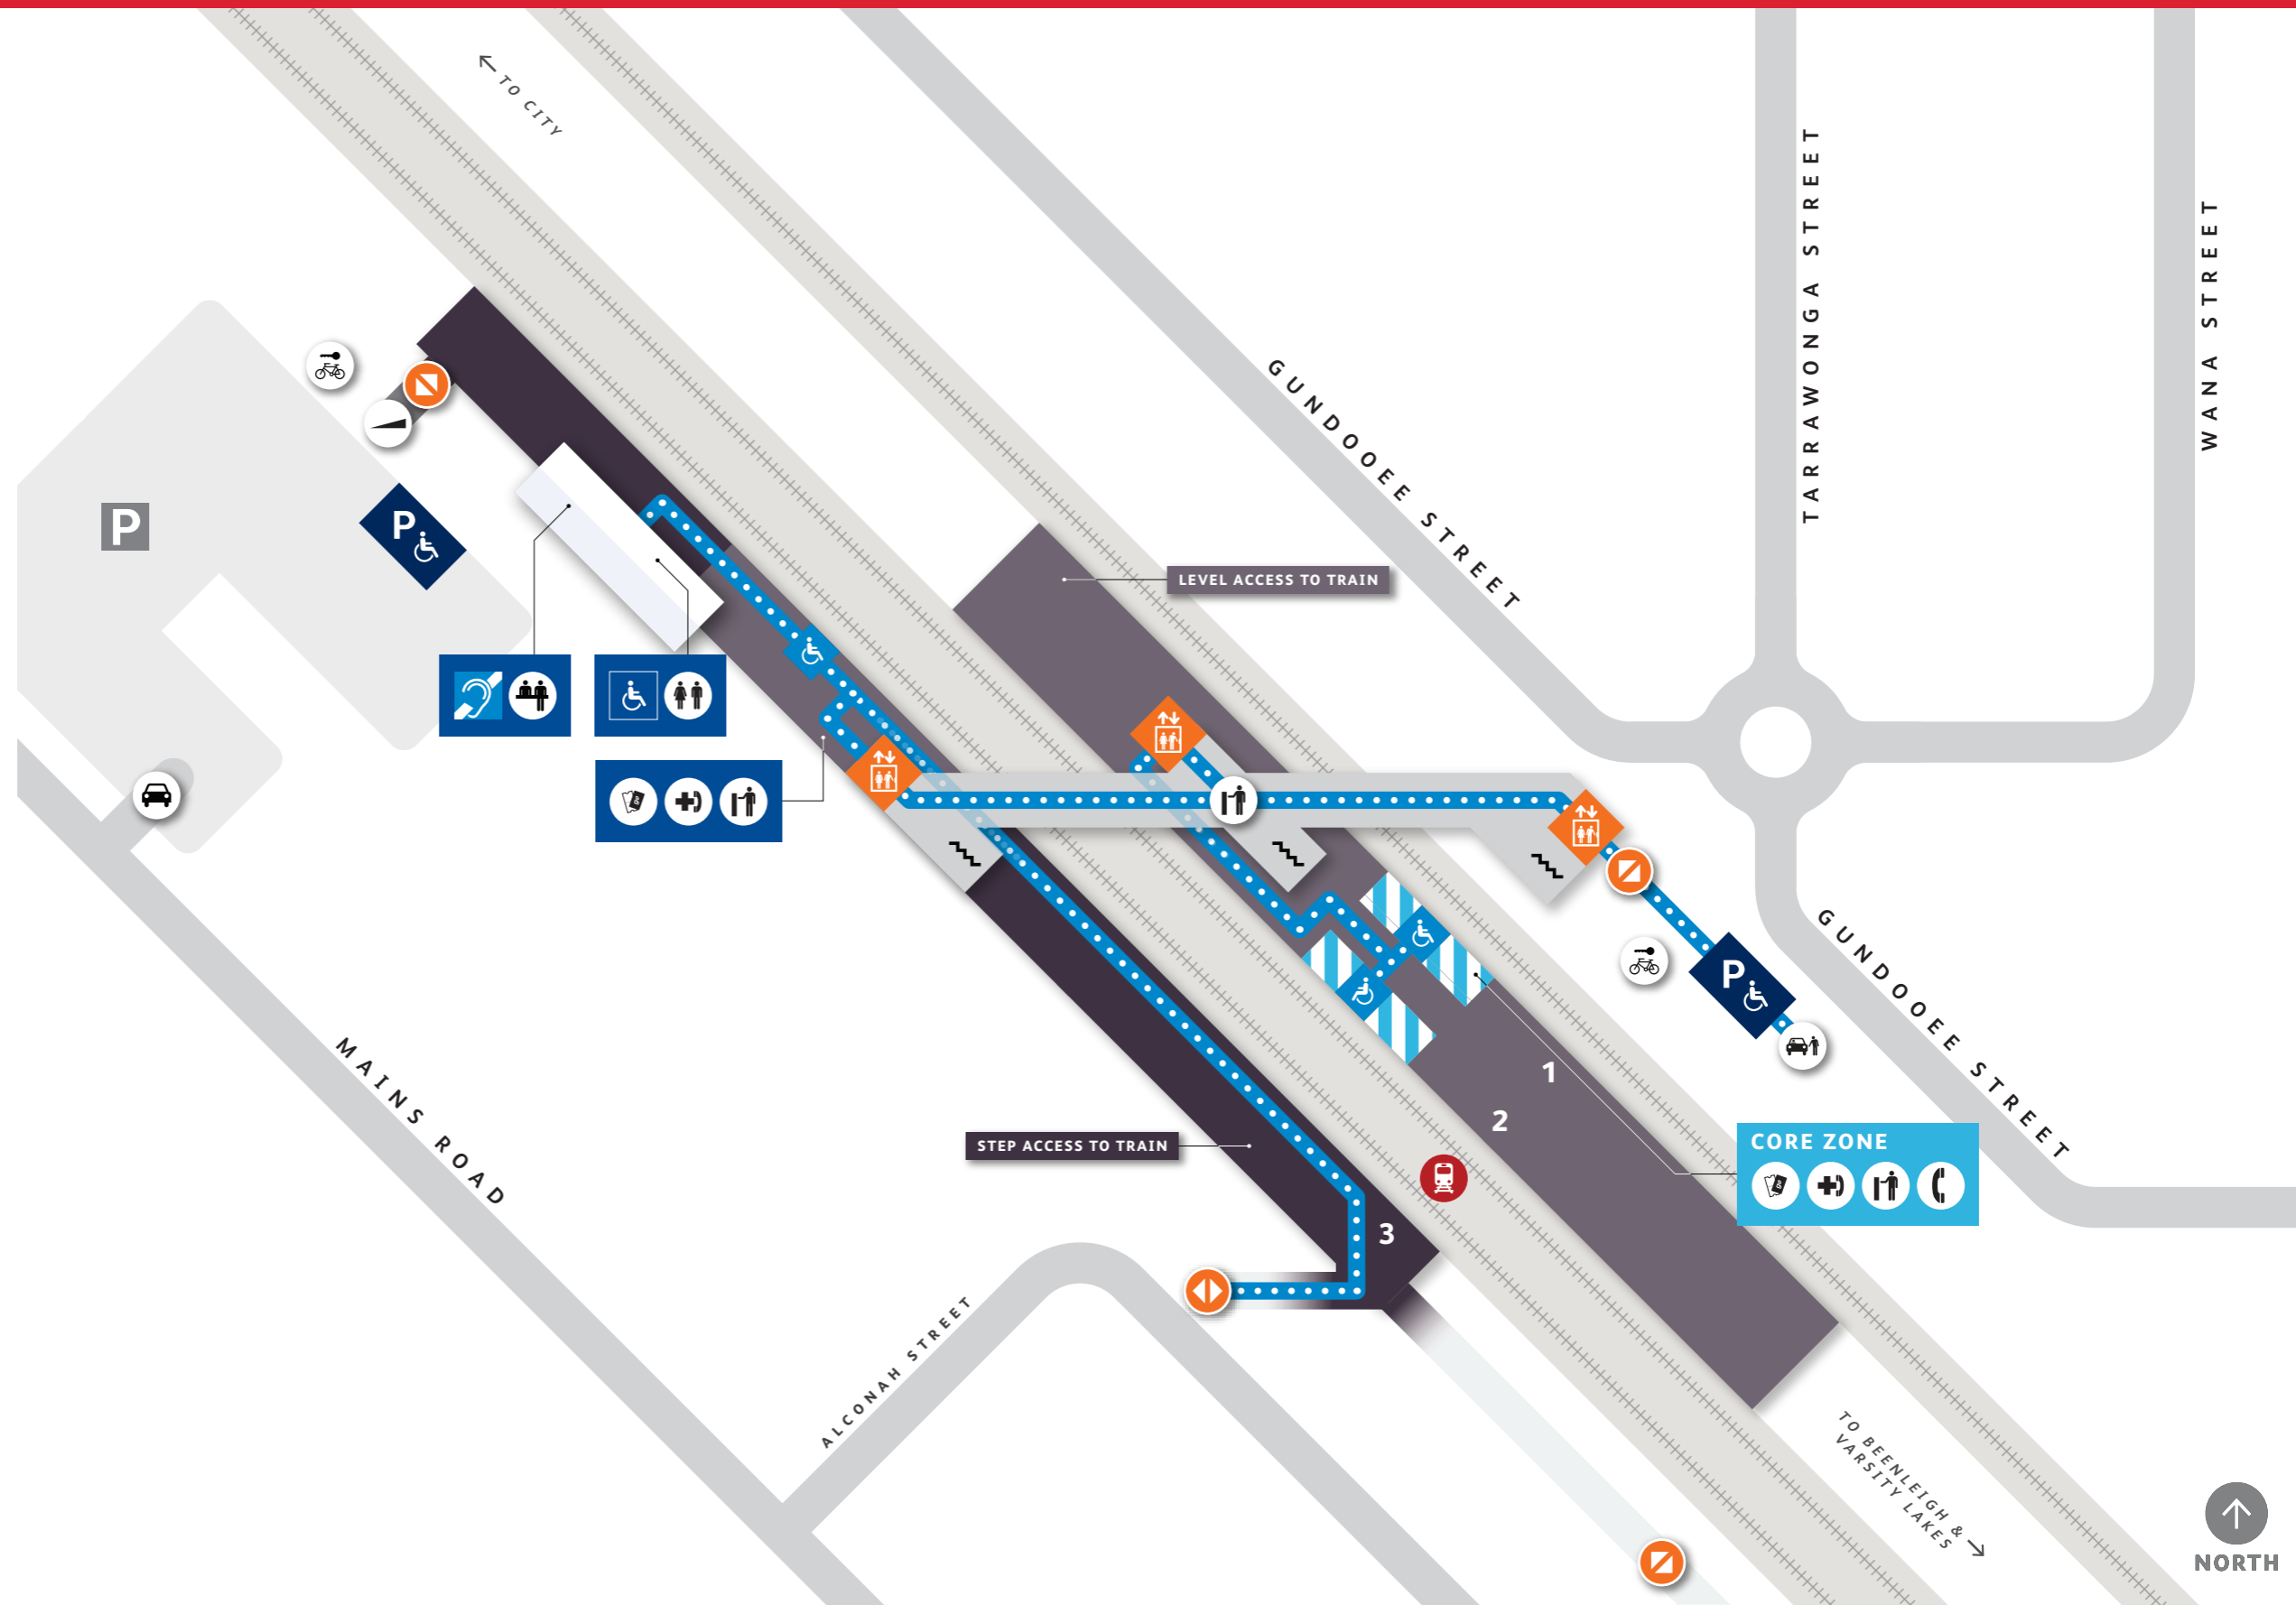 ← TO CITY
TARRAWONGA STREET
WANA STREET
GUNDOOEE STREET
P
P
LEVEL ACCESS TO TRAIN
GUNDOOEE STREET
P
MAINS ROAD
1
2
STEP ACCESS TO TRAIN
CORE ZONE
3
ALCONAH STREET
TO BEENLEIGH &
VARSITY LAKES →
NORTH